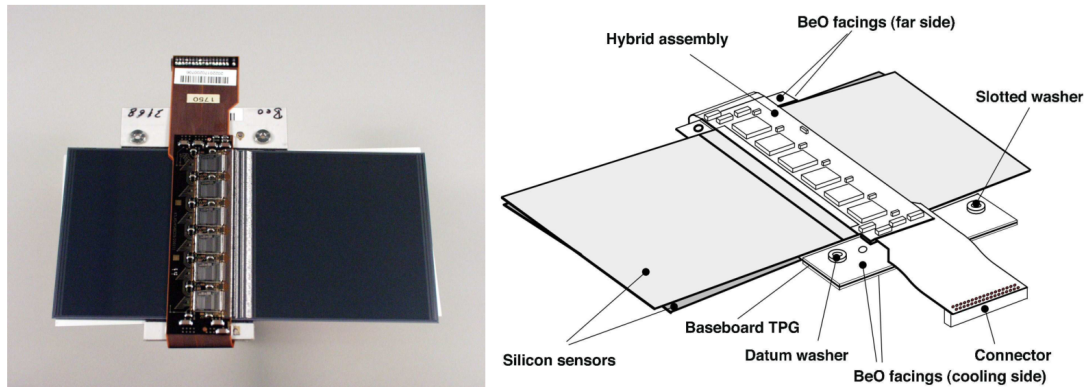 1750
2168
BeO
BeO facings (far side)
Hybrid assembly
Slotted washer
Baseboard TPG
Silicon sensors
Datum washer
Connector
BeO facings (cooling side)